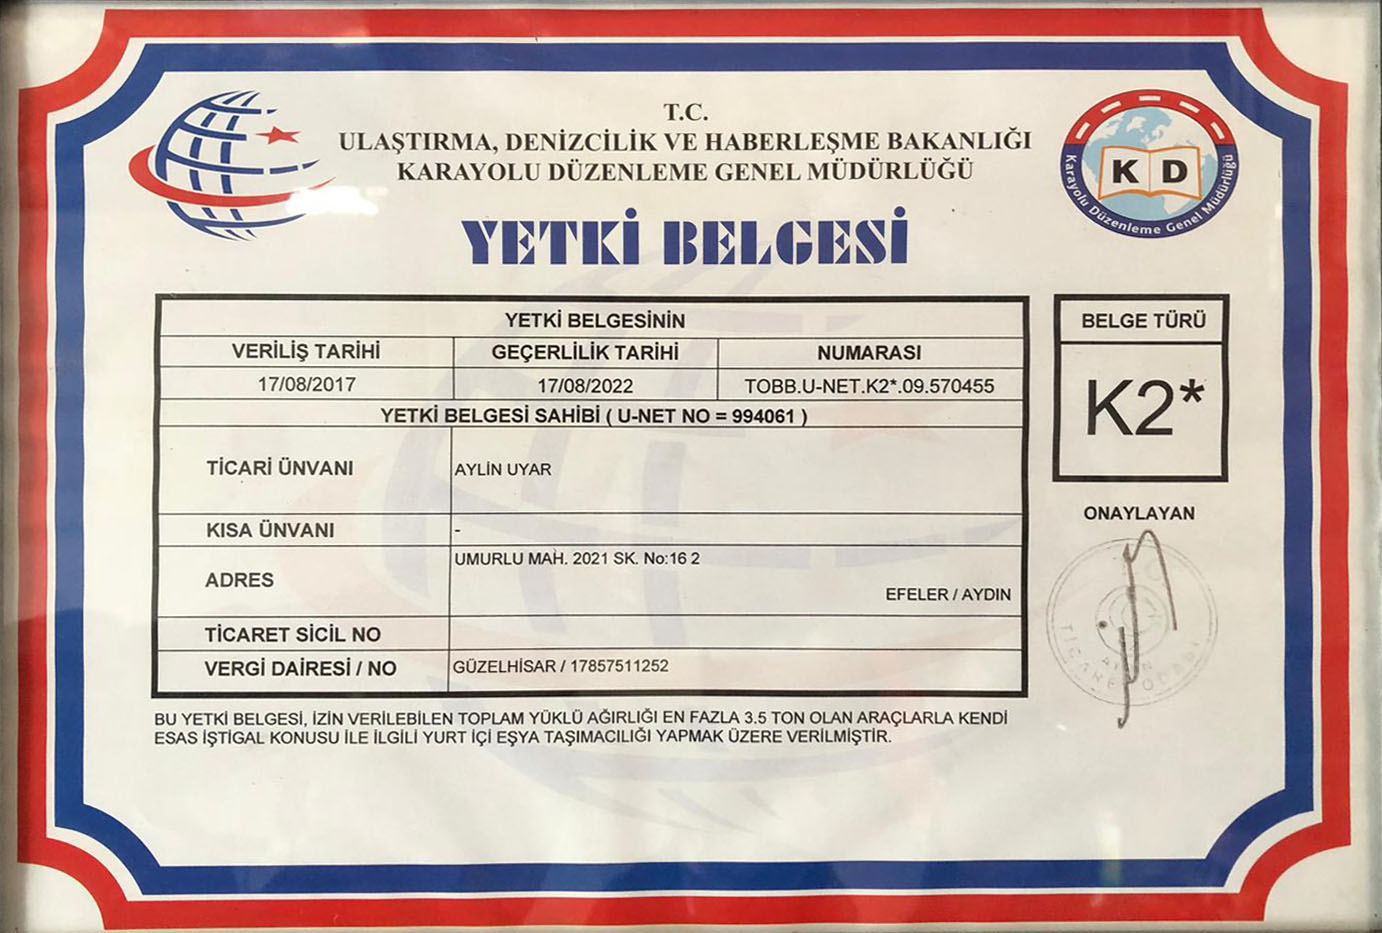 T.C.
ULAŞTIRMA, DENİZCİLİK VE HABERLEŞME BAKANLIĞI
KARAYOLU DÜZENLEME GENEL MÜDÜRLÜĞÜ
YETKİ BELGESİ
K D
Karayolu Düzenleme Genel Müdürlüğü
YETKİ BELGESİNİN
VERİLİŞ TARİHİ GEÇERLİLİK TARİHİ NUMARASI
17/08/2017 17/08/2022 TOBB.U-NET.K2*.09.570455
YETKİ BELGESİ SAHİBİ ( U-NET NO = 994061 )
TİCARİ ÜNVANI AYLİN UYAR
KISA ÜNVANI -
ADRES UMURLU MAH. 2021 SK. No:16 2
EFELER / AYDIN
TİCARET SİCİL NO
VERGİ DAİRESİ / NO GÜZELHİSAR / 17857511252
BELGE TÜRÜ
K2*
ONAYLAYAN
TİCARET ODASI
BU YETKİ BELGESİ, İZİN VERİLEBİLEN TOPLAM YÜKLÜ AĞIRLIĞI EN FAZLA 3.5 TON OLAN ARAÇLARLA KENDİ
ESAS İŞTİGAL KONUSU İLE İLGİLİ YURT İÇİ EŞYA TAŞIMACILIĞI YAPMAK ÜZERE VERİLMİŞTİR.